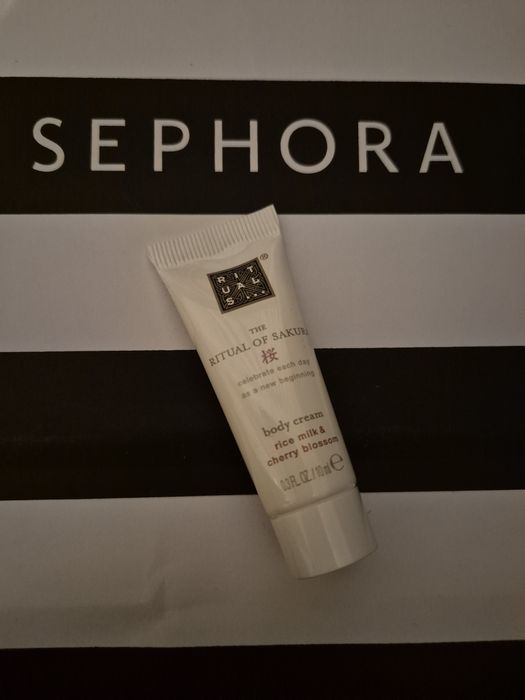 SEPHORA
RIT
UAL
S...®
THE
RITUAL OF SAKURA
桜
celebrate each day
as a new beginning
body cream
rice milk &
cherry blossom
0.3 FL. OZ. / 10 ml ℮